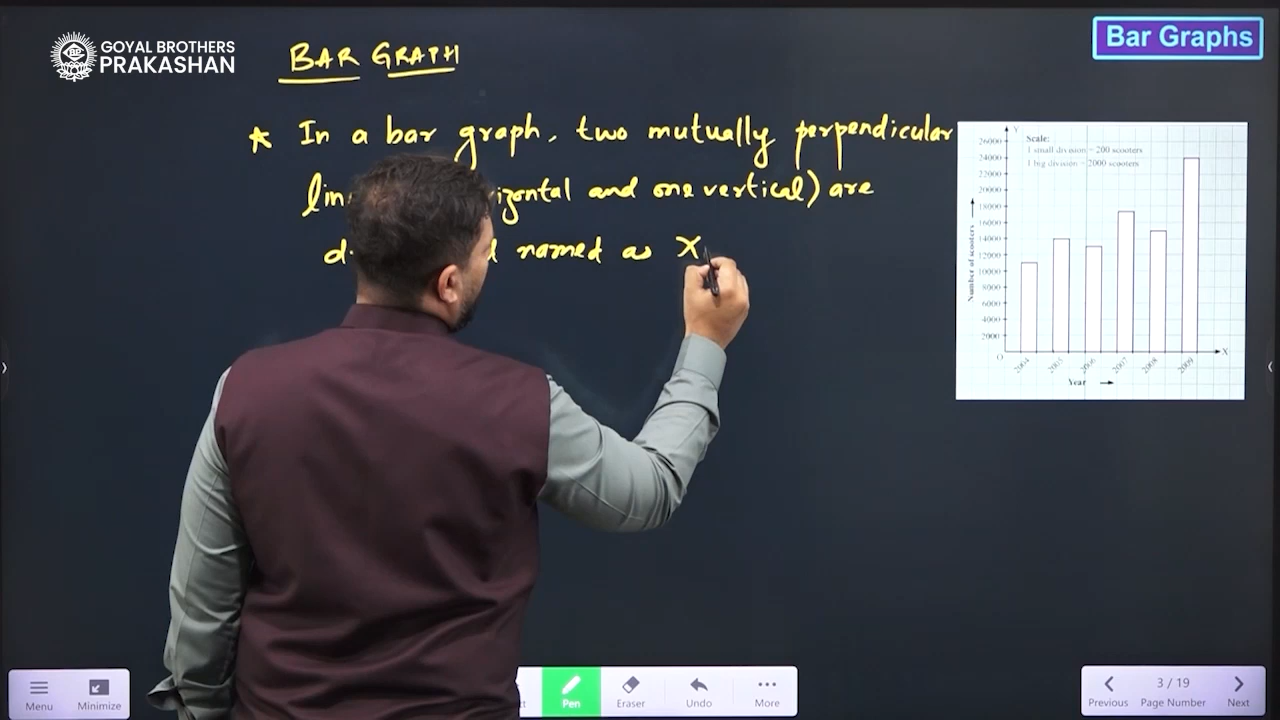 GOYAL BROTHERS
PRAKASHAN
Bar Graphs
BAR GRAPH
* In a bar graph, two mutually perpendicular
and one vertical) are
named as X
Y
Scale:
1 small division = 200 scooters
1 big division = 2000 scooters
26000
24000
22000
20000
18000
16000
14000
12000
10000
8000
6000
4000
2000
Number of scooters
O
X
2004
2005
2006
2007
2008
2009
Year
Menu
Minimize
Pen
Eraser
Undo
More
Previous
3 / 19
Page Number
Next